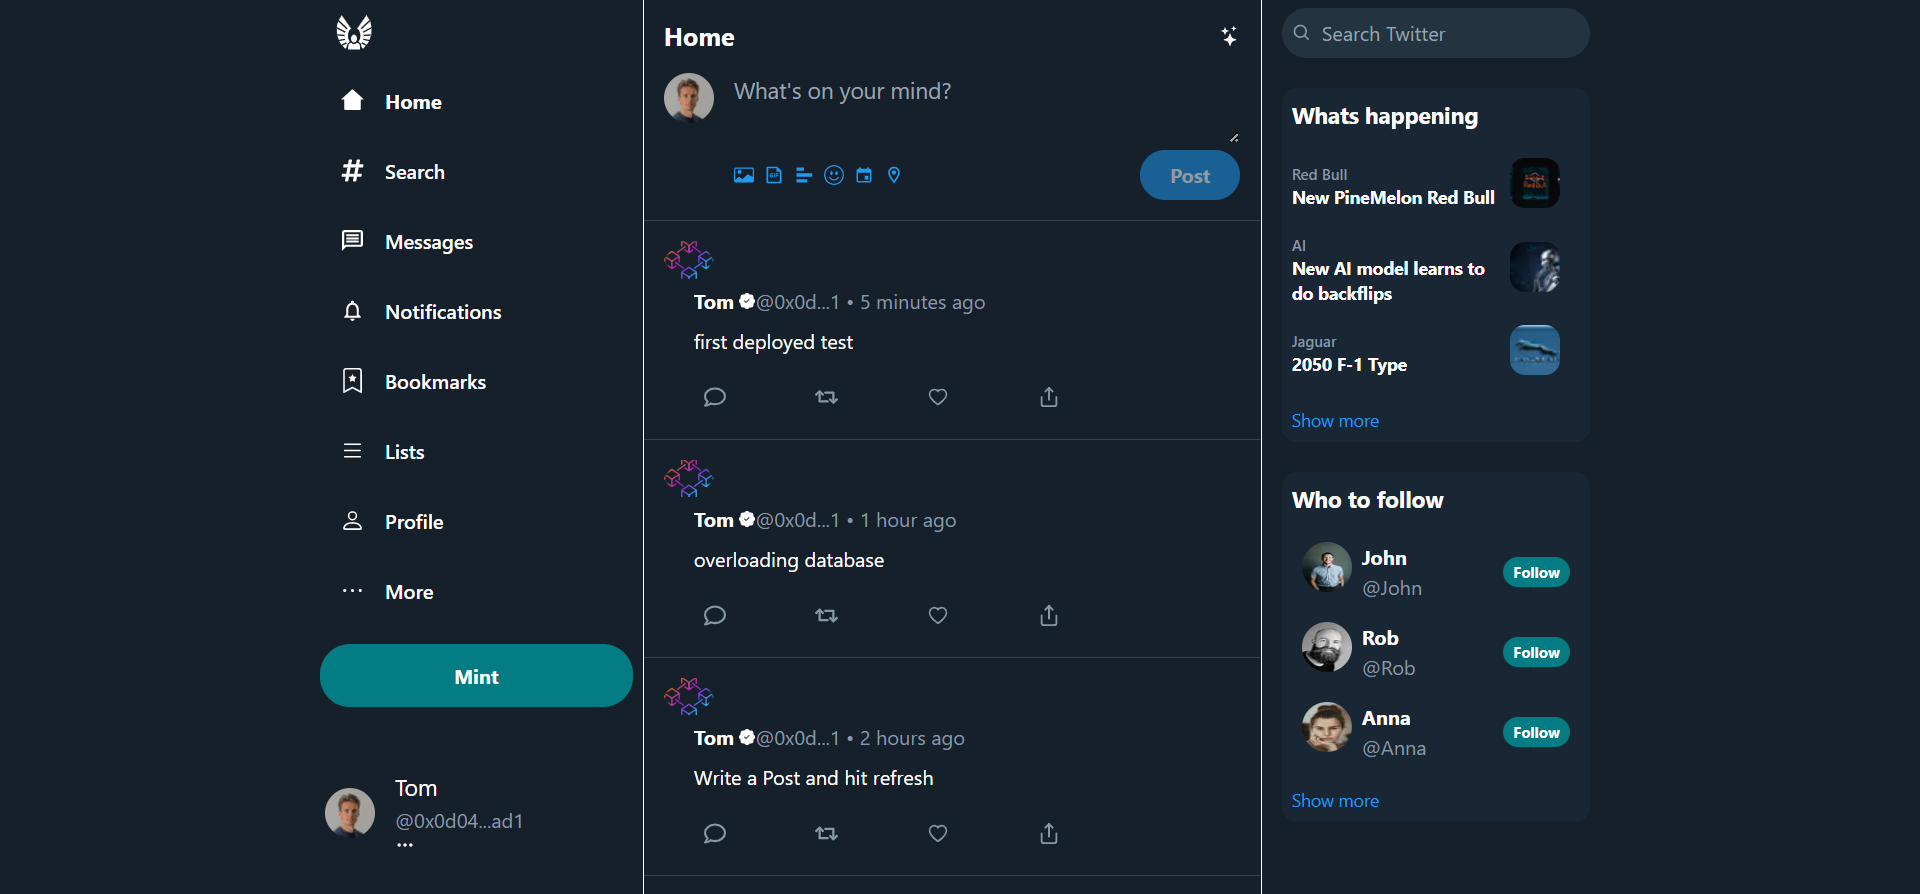 Home
Search
Messages
Notifications
Bookmarks
Lists
Profile
More
Mint
Tom
@0x0d04...ad1
Home
What's on your mind?
GIF
Post
Tom @0x0d...1 • 5 minutes ago
first deployed test
Tom @0x0d...1 • 1 hour ago
overloading database
Tom @0x0d...1 • 2 hours ago
Write a Post and hit refresh
Search Twitter
Whats happening
Red Bull
New PineMelon Red Bull
Red Bull
AI
New AI model learns to
do backflips
Jaguar
2050 F-1 Type
Show more
Who to follow
John
@John
Follow
Rob
@Rob
Follow
Anna
@Anna
Follow
Show more